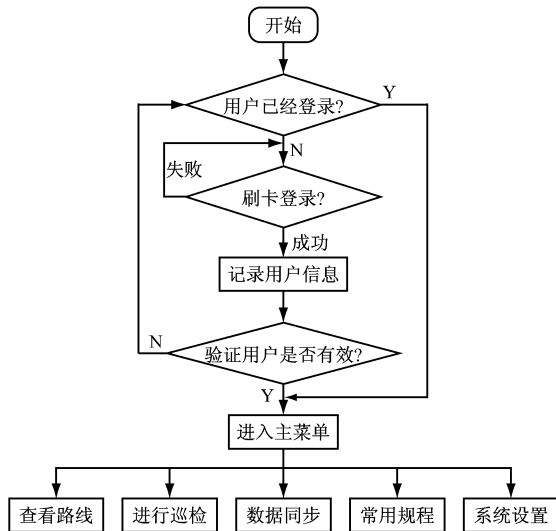 开始
用户已经登录?
Y
N
失败
刷卡登录?
成功
记录用户信息
N
验证用户是否有效?
Y
进入主菜单
查看路线
进行巡检
数据同步
常用规程
系统设置